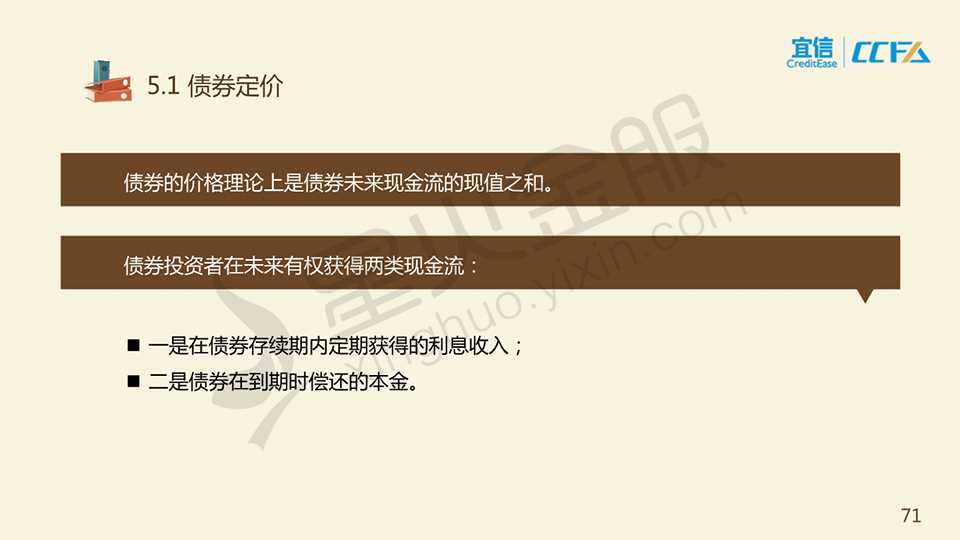 宜信
CreditEase
CCFA
5.1 债券定价
债券的价格理论上是债券未来现金流的现值之和。
债券投资者在未来有权获得两类现金流：
■ 一是在债券存续期内定期获得的利息收入；
■ 二是债券在到期时偿还的本金。
星火金服
xinghuo.yixin.com
71